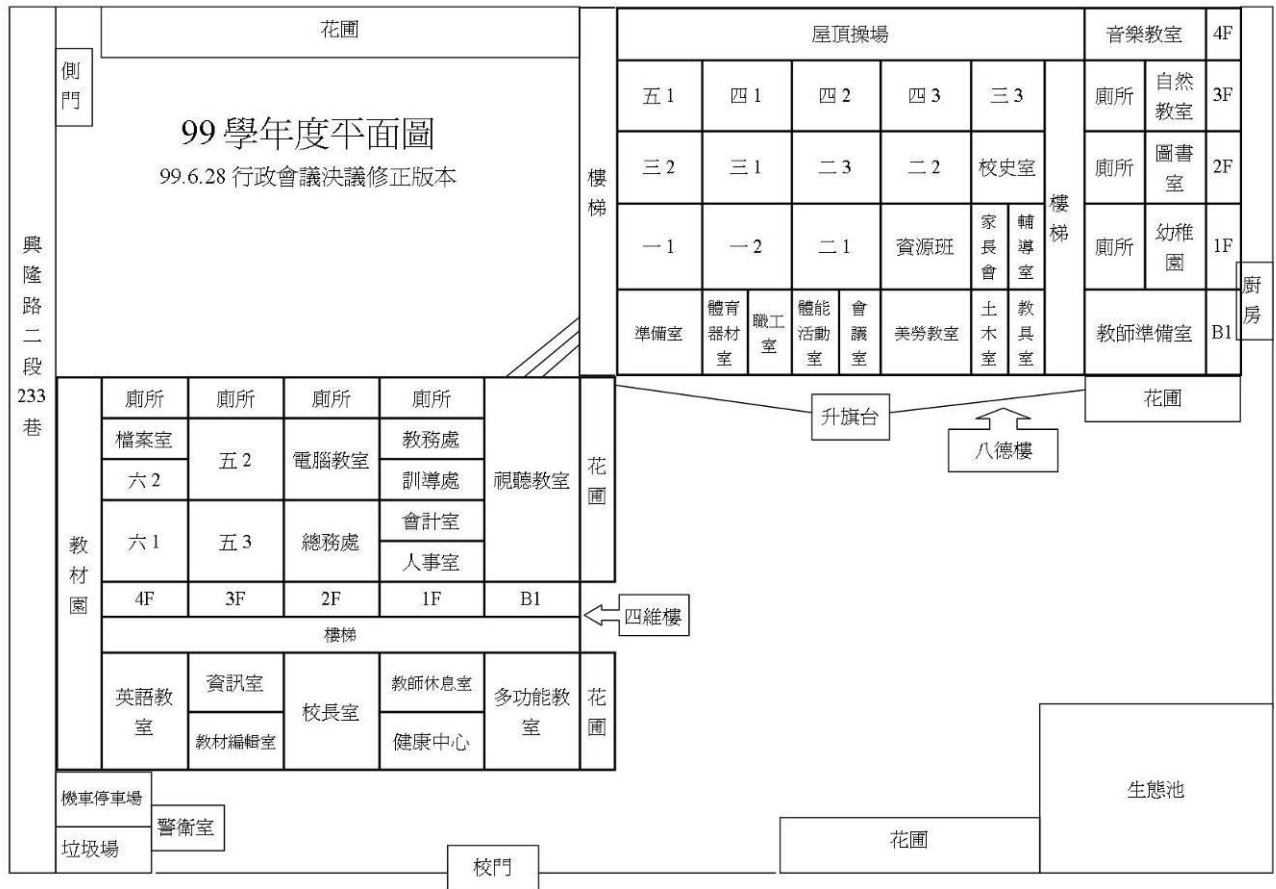 花圃
側門
99 學年度平面圖
99.6.28 行政會議決議修正版本
興隆路二段233巷
樓梯
屋頂操場
音樂教室
4F
五 1
四 1
四 2
四 3
三 3
廁所
自然
教室
3F
三 2
三 1
二 3
二 2
校史室
樓梯
廁所
圖書
室
2F
一 1
一 2
二 1
資源班
家長會
輔導室
廁所
幼稚
園
1F
準備室
體育
器材
室
職工
室
體能
活動
室
會議室
美勞教室
土木室
教具室
教師準備室
B1
廚房
花圃
升旗台
八德樓
教材園
廁所
廁所
廁所
廁所
視聽教室
花圃
檔案室
五 2
電腦教室
教務處
六 2
訓導處
六 1
五 3
總務處
會計室
人事室
4F
3F
2F
1F
B1
四維樓
樓梯
英語教
室
資訊室
教材編輯室
校長室
教師休息室
健康中心
多功能教
室
花圃
機車停車場
垃圾場
警衛室
校門
花圃
生態池